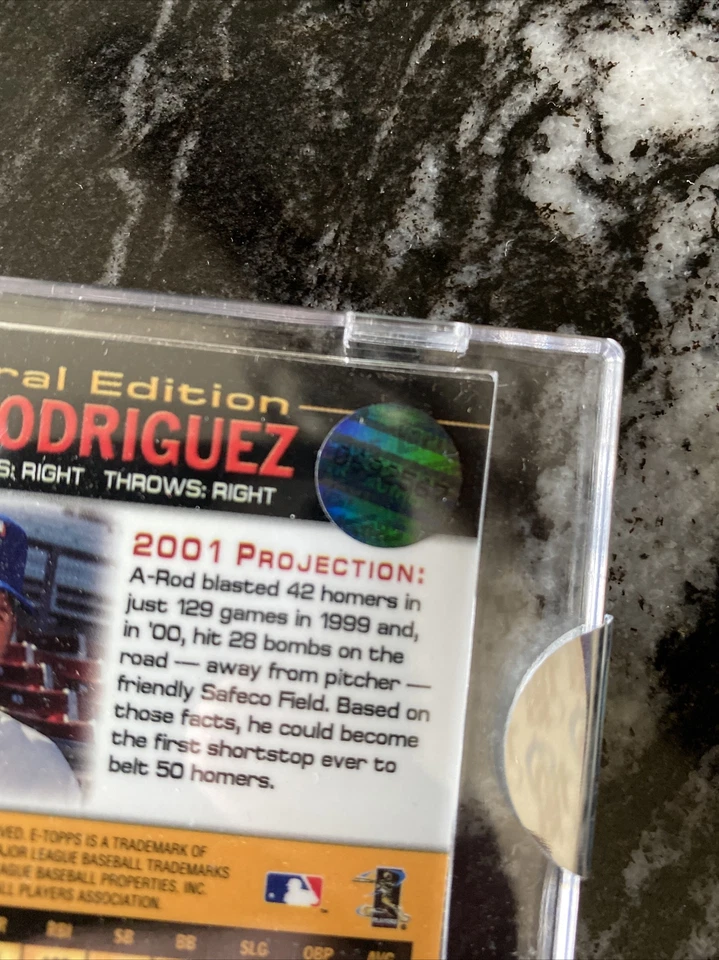 ral Edition
ODRIGUEZ
S: RIGHT THROWS: RIGHT
2001 PROJECTION:
A-Rod blasted 42 homers in
just 129 games in 1999 and,
in '00, hit 28 bombs on the
road — away from pitcher —
friendly Safeco Field. Based on
those facts, he could become
the first shortstop ever to
belt 50 homers.
VED. E-TOPPS IS A TRADEMARK OF
AJOR LEAGUE BASEBALL TRADEMARKS
AGUE BASEBALL PROPERTIES, INC.
LL PLAYERS ASSOCIATION.
R RBI SB BB SLG OBP AVG